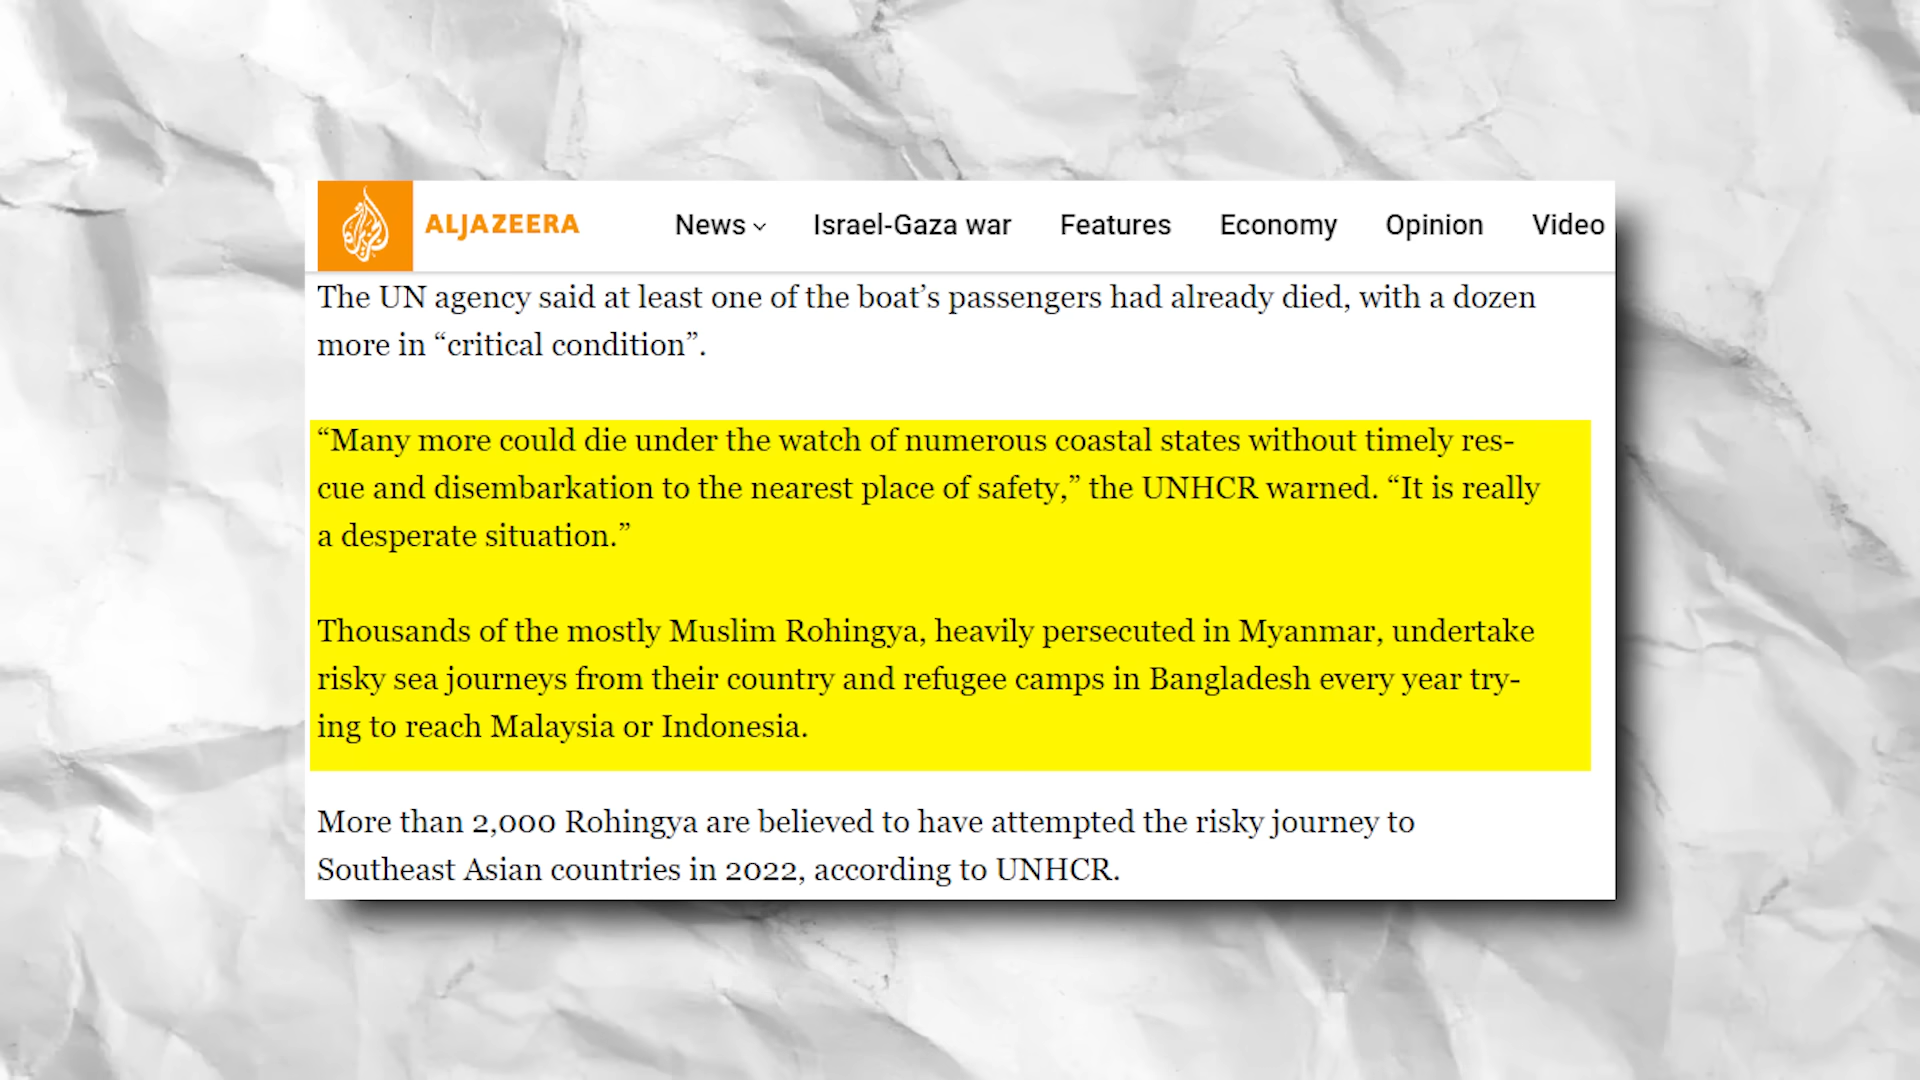 ALJAZEERA News Israel-Gaza war Features Economy Opinion Video
The UN agency said at least one of the boat’s passengers had already died, with a dozen
more in “critical condition”.
“Many more could die under the watch of numerous coastal states without timely res-
cue and disembarkation to the nearest place of safety,” the UNHCR warned. “It is really
a desperate situation.”
Thousands of the mostly Muslim Rohingya, heavily persecuted in Myanmar, undertake
risky sea journeys from their country and refugee camps in Bangladesh every year try-
ing to reach Malaysia or Indonesia.
More than 2,000 Rohingya are believed to have attempted the risky journey to
Southeast Asian countries in 2022, according to UNHCR.